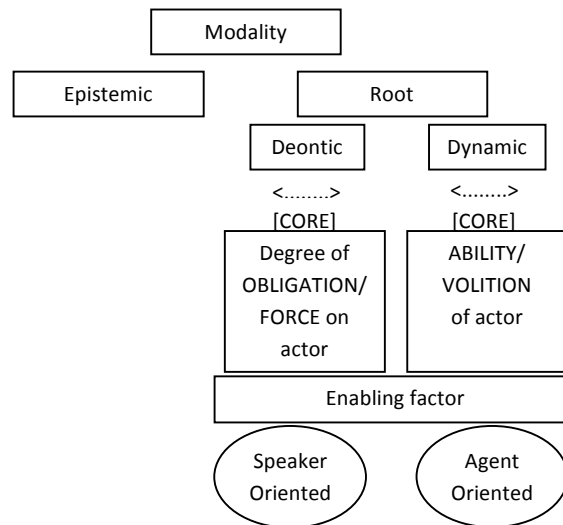 Modality
Epistemic
Root
Deontic
Dynamic
<........>
<........>
[CORE]
[CORE]
Degree of
OBLIGATION/
FORCE on
actor
ABILITY/
VOLITION
of actor
Enabling factor
Speaker
Oriented
Agent
Oriented